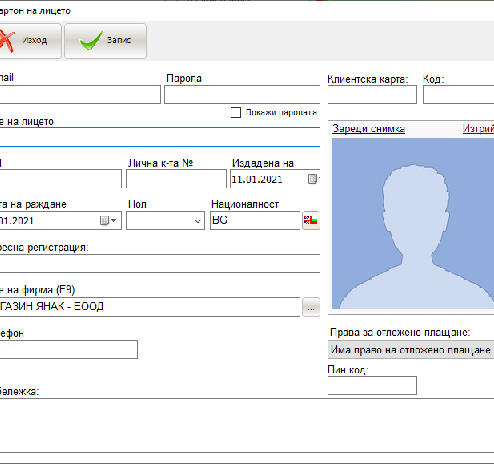 артон на лицето
Изход
Запис
nail
Парола
Клиентска карта:
Код:
Покажи паролата
е на лицето
Зареди снимка
Изтрий
Лична к-та №
Издадена на
11.01.2021
та на раждане
Пол
Националност
01.2021
BG
ресна регистрация:
е на фирма (F9)
ГАЗИН ЯНАК - ЕООД
...
Права за отложено плащане:
ефон
Има право на отложено плащане
Пин код:
бележка: